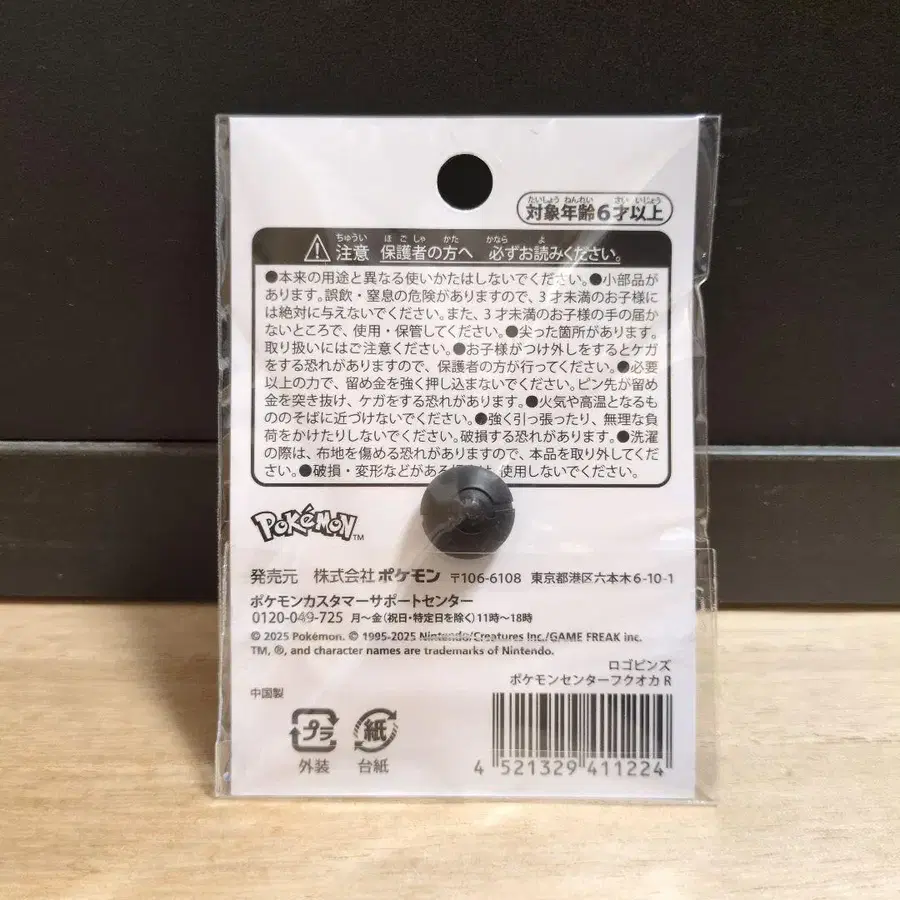 たいしょうねんれい さい いじょう
対象年齢6才以上
ちゅうい ほごしゃ かた かなら よ
注意 保護者の方へ 必ずお読みください。
●本来の用途と異なる使いかたはしないでください。●小部品が
あります。誤飲・窒息の危険がありますので、3才未満のお子様に
は絶対に与えないでください。また、3才未満のお子様の手の届か
ないところで、使用・保管してください。●尖った箇所があります。
取り扱いにはご注意ください。●お子様がつけ外しをするとケガ
をする恐れがありますので、保護者の方が行ってください。●必要
以上の力で、留め金を強く押し込まないでください。ピン先が留め
金を突き抜け、ケガをする恐れがあります。●火気や高温となるも
ののそばに近づけないでください。●強く引っ張ったり、無理な負
荷をかけたりしないでください。破損する恐れがあります。●洗濯
の際は、布地を傷める恐れがありますので、本品を取り外してくだ
さい。●破損・変形などがある 使用しないでください。
POKéMON™
発売元 株式会社ポケモン 〒106-6108 東京都港区六本木6-10-1
ポケモンカスタマーサポートセンター
0120-049-725 月～金(祝日・特定日を除く)11時～18時
© 2025 Pokémon. © 1995-2025 Nintendo/Creatures Inc./GAME FREAK inc.
TM, ®, and character names are trademarks of Nintendo.
ロゴピンズ
ポケモンセンターフクオカ R
中国製
プラ 紙
外装 台紙
4 521329 411224